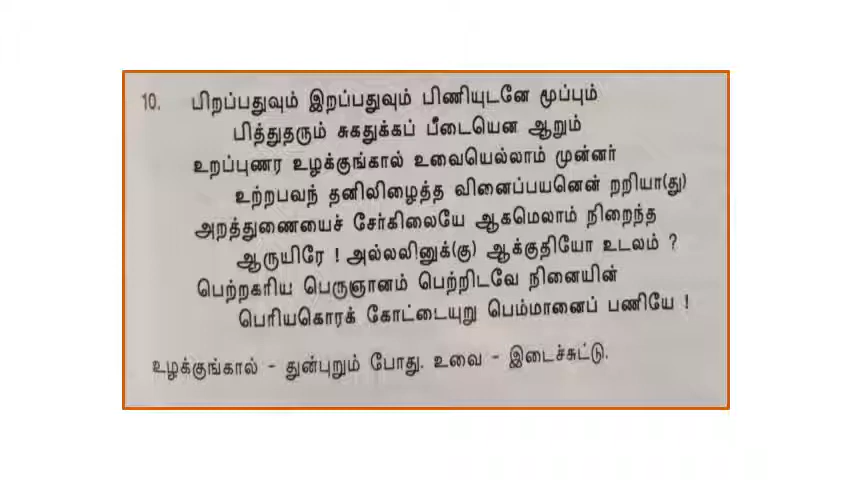 10. பிறப்பதுவும் இறப்பதுவும் பிணியுடனே மூப்பும்
பித்துதரும் சுகதுக்கப் பீடையென ஆறும்
உறப்புணர உழக்குங்கால் உவையெல்லாம் முன்னர்
உற்றபவந் தனிலிழைத்த வினைப்பயனென் றறியா(து)
அறத்துணையைச் சேர்கிலையே ஆகமெலாம் நிறைந்த
ஆருயிரே ! அல்லலினுக்(கு) ஆக்குதியோ உடலம் ?
பெற்றகரிய பெருஞானம் பெற்றிடவே நினையின்
பெரியகொரக் கோட்டையுறு பெம்மானைப் பணியே !
உழக்குங்கால் - துன்புறும் போது. உவை - இடைச்சுட்டு.